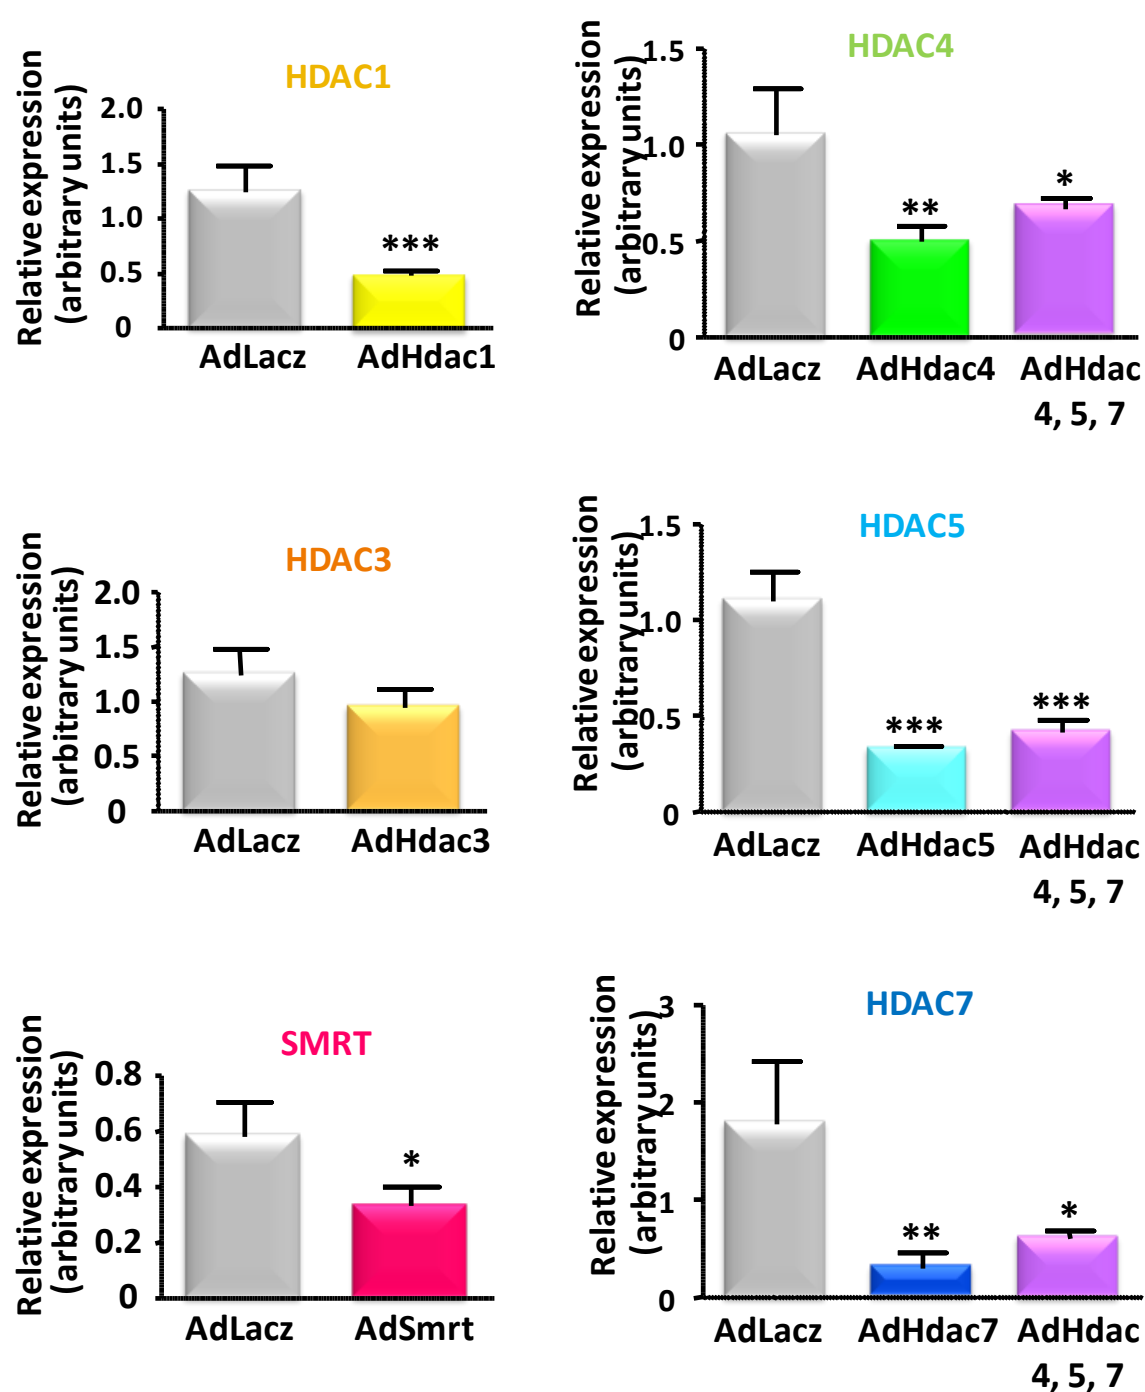 HDAC1
Relative expression
(arbitrary units)
2.0
1.5
1.0
0.5
0
***
AdLacz
AdHdac1
HDAC4
Relative expression
(arbitrary units)
1.5
1.0
0.5
0
**
*
AdLacz
AdHdac4
AdHdac
4, 5, 7
HDAC3
Relative expression
(arbitrary units)
2.0
1.5
1.0
0.5
0
AdLacz
AdHdac3
HDAC5
Relative expression
(arbitrary units)
1.5
1.0
0.5
0
***
***
AdLacz
AdHdac5
AdHdac
4, 5, 7
SMRT
Relative expression
(arbitrary units)
0.8
0.6
0.4
0.2
0
*
AdLacz
AdSmrt
HDAC7
Relative expression
(arbitrary units)
3
2
1
0
**
*
AdLacz
AdHdac7
AdHdac
4, 5, 7